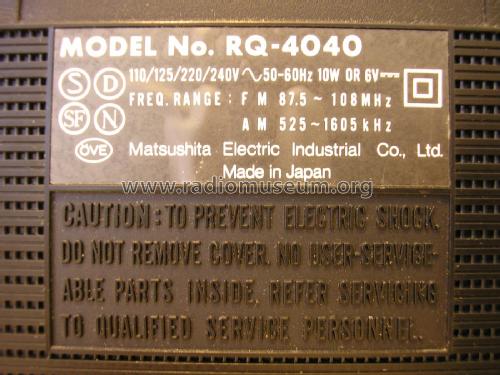 MODEL No. RQ-4040
S D 110/125/220/240V ∿50-60Hz 10W OR 6V⎓
SF N FREQ. RANGE: FM 87.5~108MHz
AM 525~1605kHz
ÖVE Matsushita Electric Industrial Co., Ltd.
Made in Japan
www.radiomuseum.org
CAUTION: TO PREVENT ELECTRIC SHOCK,
DO NOT REMOVE COVER. NO USER-SERVICE-
ABLE PARTS INSIDE. REFER SERVICING
TO QUALIFIED SERVICE PERSONNEL.